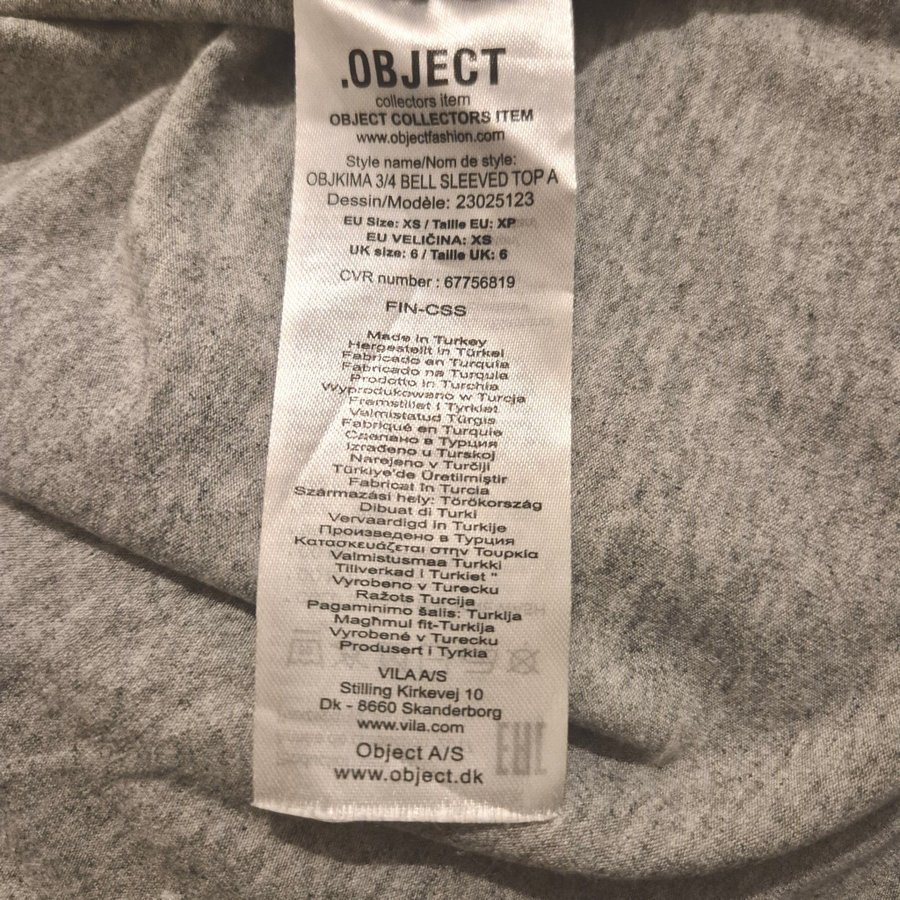 .OBJECT
collectors item
OBJECT COLLECTORS ITEM
www.objectfashion.com
Style name/Nom de style:
OBJKIMA 3/4 BELL SLEEVED TOP A
Dessin/Modèle: 23025123
EU Size: XS / Taille EU: XP
EU VELIČINA: XS
UK size: 6 / Taille UK: 6
CVR number : 67756819
FIN-CSS
Made in Turkey
Hergestellt in Türkei
Fabricado en Turquia
Fabricado na Turquia
Prodotto in Turchia
Wyprodukowano w Turcja
Fremstillet i Tyrkiet
Valmistatud Türgis
Fabriqué en Turquie
Сделано в Турция
Izrađeno u Turskoj
Narejeno v Turčiji
Türkiye'de Üretilmiştir
Fabricat în Turcia
Származási hely: Törökország
Dibuat di Turki
Vervaardigd in Turkije
Произведено в Турция
Κατασκευάζεται στην Τουρκία
Valmistusmaa Turkki
Tillverkad i Turkiet "
Vyrobeno v Turecku
Ražots Turcija
Pagaminimo šalis: Turkija
Magħmul fit-Turkija
Vyrobené v Turecku
Produsert i Tyrkia
VILA A/S
Stilling Kirkevej 10
Dk - 8660 Skanderborg
www.vila.com
Object A/S
www.object.dk